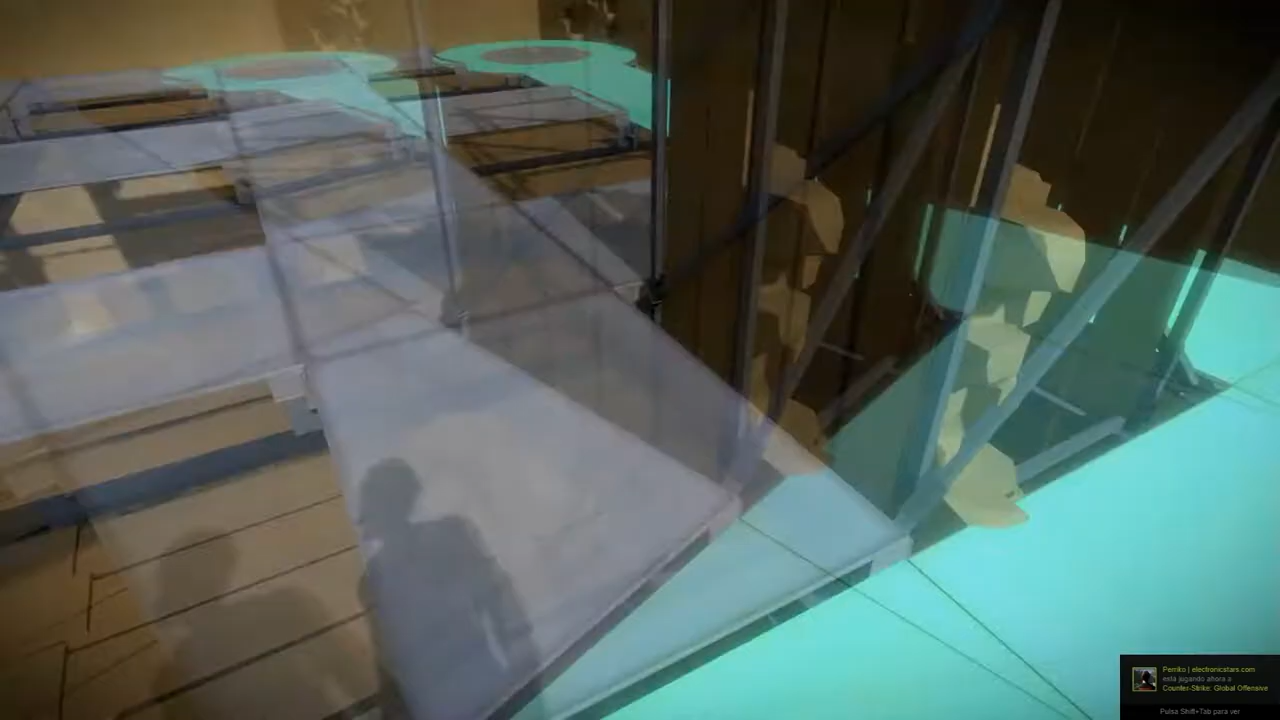 Perriko | electronicstars.com
está jugando ahora a
Counter-Strike: Global Offensive
Pulsa Shift+Tab para ver